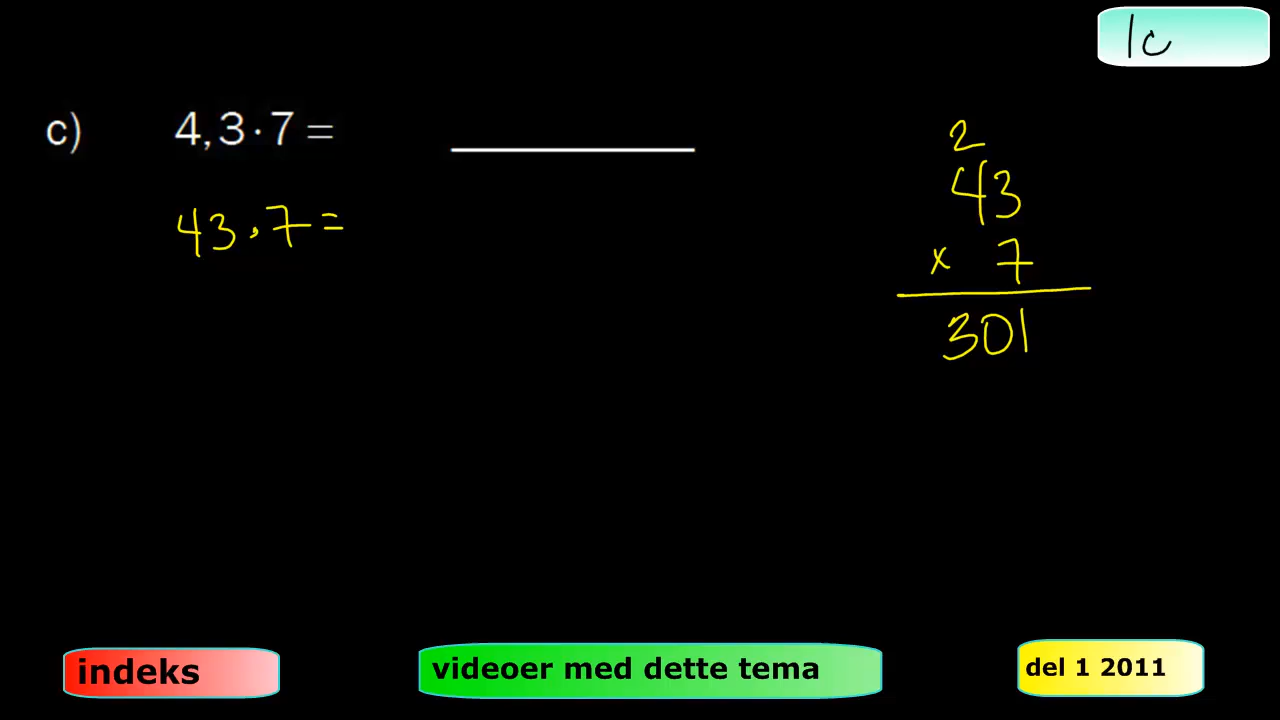 1c
c) 4,3·7=
43·7=
2
43
x 7
301
indeks
videoer med dette tema
del 1 2011